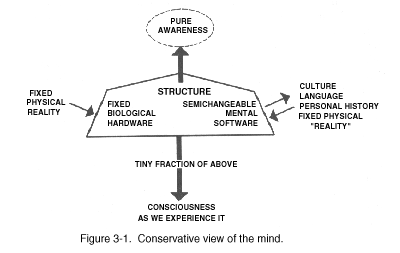 PURE
AWARENESS
STRUCTURE
FIXED
PHYSICAL
REALITY
FIXED
BIOLOGICAL
HARDWARE
SEMICHANGEABLE
MENTAL
SOFTWARE
CULTURE
LANGUAGE
PERSONAL HISTORY
FIXED PHYSICAL
"REALITY"
TINY FRACTION OF ABOVE
CONSCIOUSNESS
AS WE EXPERIENCE IT
Figure 3-1. Conservative view of the mind.